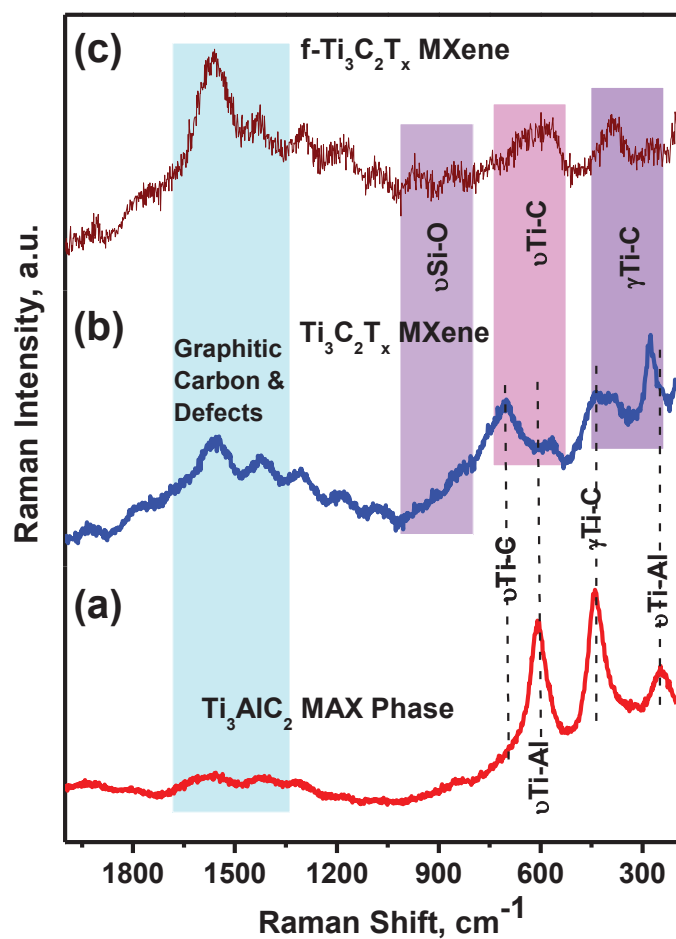 (c)
f-Ti₃C₂Tₓ MXene
υSi-O
υTi-C
γTi-C
(b)
Ti₃C₂Tₓ MXene
Graphitic
Carbon &
Defects
(a)
υTi-C
γTi-C
υTi-Al
Ti₃AlC₂ MAX Phase
υTi-Al
Raman Intensity, a.u.
1800 1500 1200 900 600 300
Raman Shift, cm⁻¹